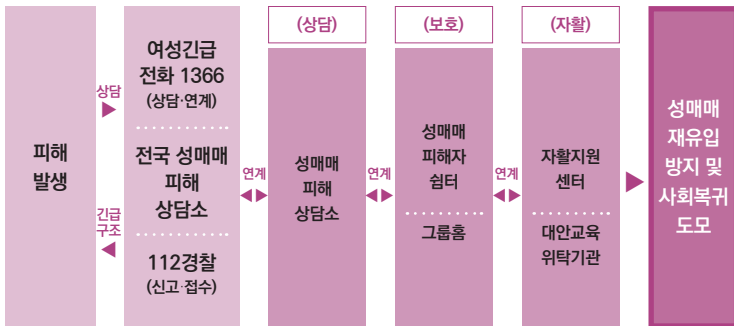 피해
발생
상담
긴급
구조
여성긴급
전화 1366
(상담·연계)
전국 성매매
피해
상담소
112경찰
(신고·접수)
연계
(상담)
성매매
피해
상담소
연계
(보호)
성매매
피해자
쉼터
그룹홈
연계
(자활)
자활지원
센터
대안교육
위탁기관
성매매
재유입
방지 및
사회복귀
도모